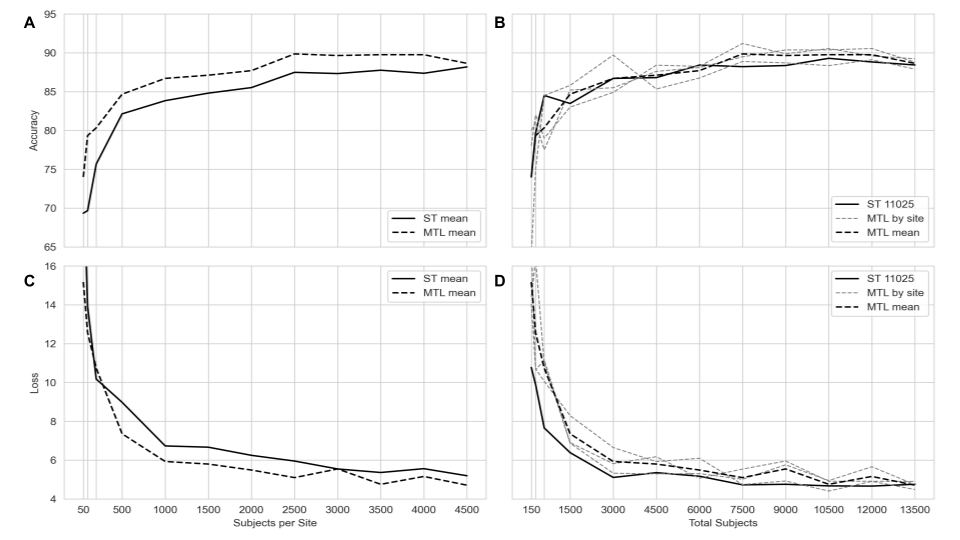 A
95
90
85
80
75
70
65
Accuracy
ST mean
MTL mean
B
ST 11025
MTL by site
MTL mean
C
16
14
12
10
8
6
4
Loss
ST mean
MTL mean
50 500 1000 1500 2000 2500 3000 3500 4000 4500
Subjects per Site
D
ST 11025
MTL by site
MTL mean
150 1500 3000 4500 6000 7500 9000 10500 12000 13500
Total Subjects